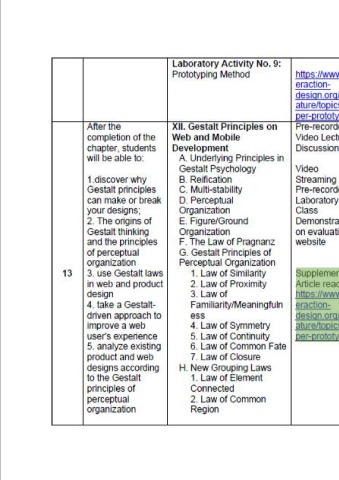 Laboratory Activity No. 9:
Prototyping Method
https://www
eraction-
design.org
ature/topics
per-prototy
13
After the
completion of the
chapter, students
will be able to:
1.discover why
Gestalt principles
can make or break
your designs;
2. The origins of
Gestalt thinking
and the principles
of perceptual
organization
3. use Gestalt laws
in web and product
design
4. take a Gestalt-
driven approach to
improve a web
user's experience
5. analyze existing
product and web
designs according
to the Gestalt
principles of
perceptual
organization
XII. Gestalt Principles on
Web and Mobile
Development
A. Underlying Principles in
Gestalt Psychology
B. Reification
C. Multi-stability
D. Perceptual
Organization
E. Figure/Ground
Organization
F. The Law of Pragnanz
G. Gestalt Principles of
Perceptual Organization
1. Law of Similarity
2. Law of Proximity
3. Law of
Familiarity/Meaningfuln
ess
4. Law of Symmetry
5. Law of Continuity
6. Law of Common Fate
7. Law of Closure
H. New Grouping Laws
1. Law of Element
Connected
2. Law of Common
Region
Pre-recorde
Video Lect
Discussion
Video
Streaming
Pre-recorde
Laboratory
Class
Demonstra
on evaluati
website
Supplemen
Article read
https://www
eraction-
design.org
ature/topics
per-prototy